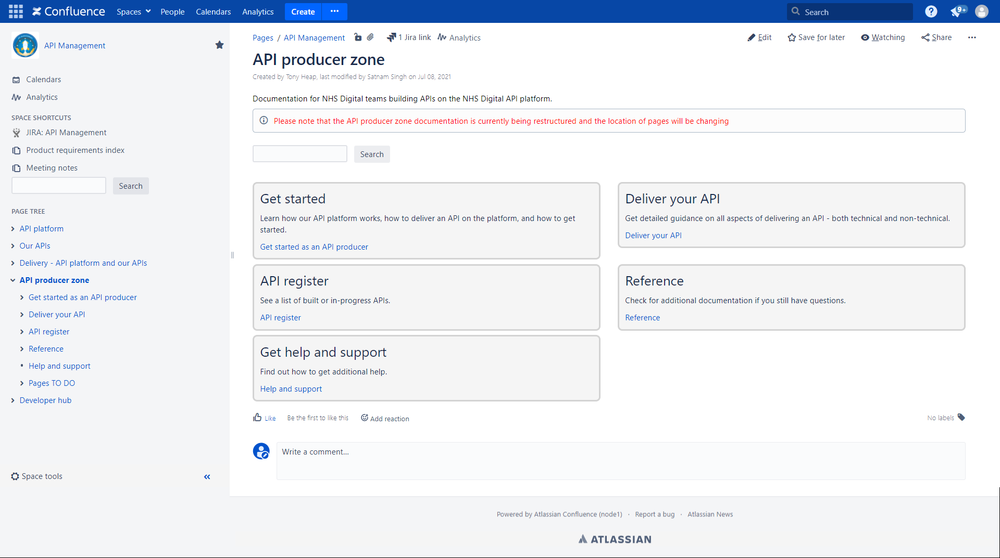 Confluence Spaces People Calendars Analytics Create ••• Search ? 9+
API Management
Calendars
Analytics
SPACE SHORTCUTS
JIRA: API Management
Product requirements index
Meeting notes
Search
PAGE TREE
API platform
Our APIs
Delivery - API platform and our APIs
API producer zone
Get started as an API producer
Deliver your API
API register
Reference
Help and support
Pages TO DO
Developer hub
Space tools
Pages / API Management 1 Jira link Analytics Edit Save for later Watching Share •••
API producer zone
Created by Tony Heap, last modified by Satnam Singh on Jul 08, 2021
Documentation for NHS Digital teams building APIs on the NHS Digital API platform.
Please note that the API producer zone documentation is currently being restructured and the location of pages will be changing
Search
Get started
Learn how our API platform works, how to deliver an API on the platform, and how to get
started.
Get started as an API producer
Deliver your API
Get detailed guidance on all aspects of delivering an API - both technical and non-technical.
Deliver your API
API register
See a list of built or in-progress APIs.
API register
Reference
Check for additional documentation if you still have questions.
Reference
Get help and support
Find out how to get additional help.
Help and support
Like Be the first to like this Add reaction No labels
Write a comment...
Powered by Atlassian Confluence (node1) · Report a bug · Atlassian News
ATLASSIAN